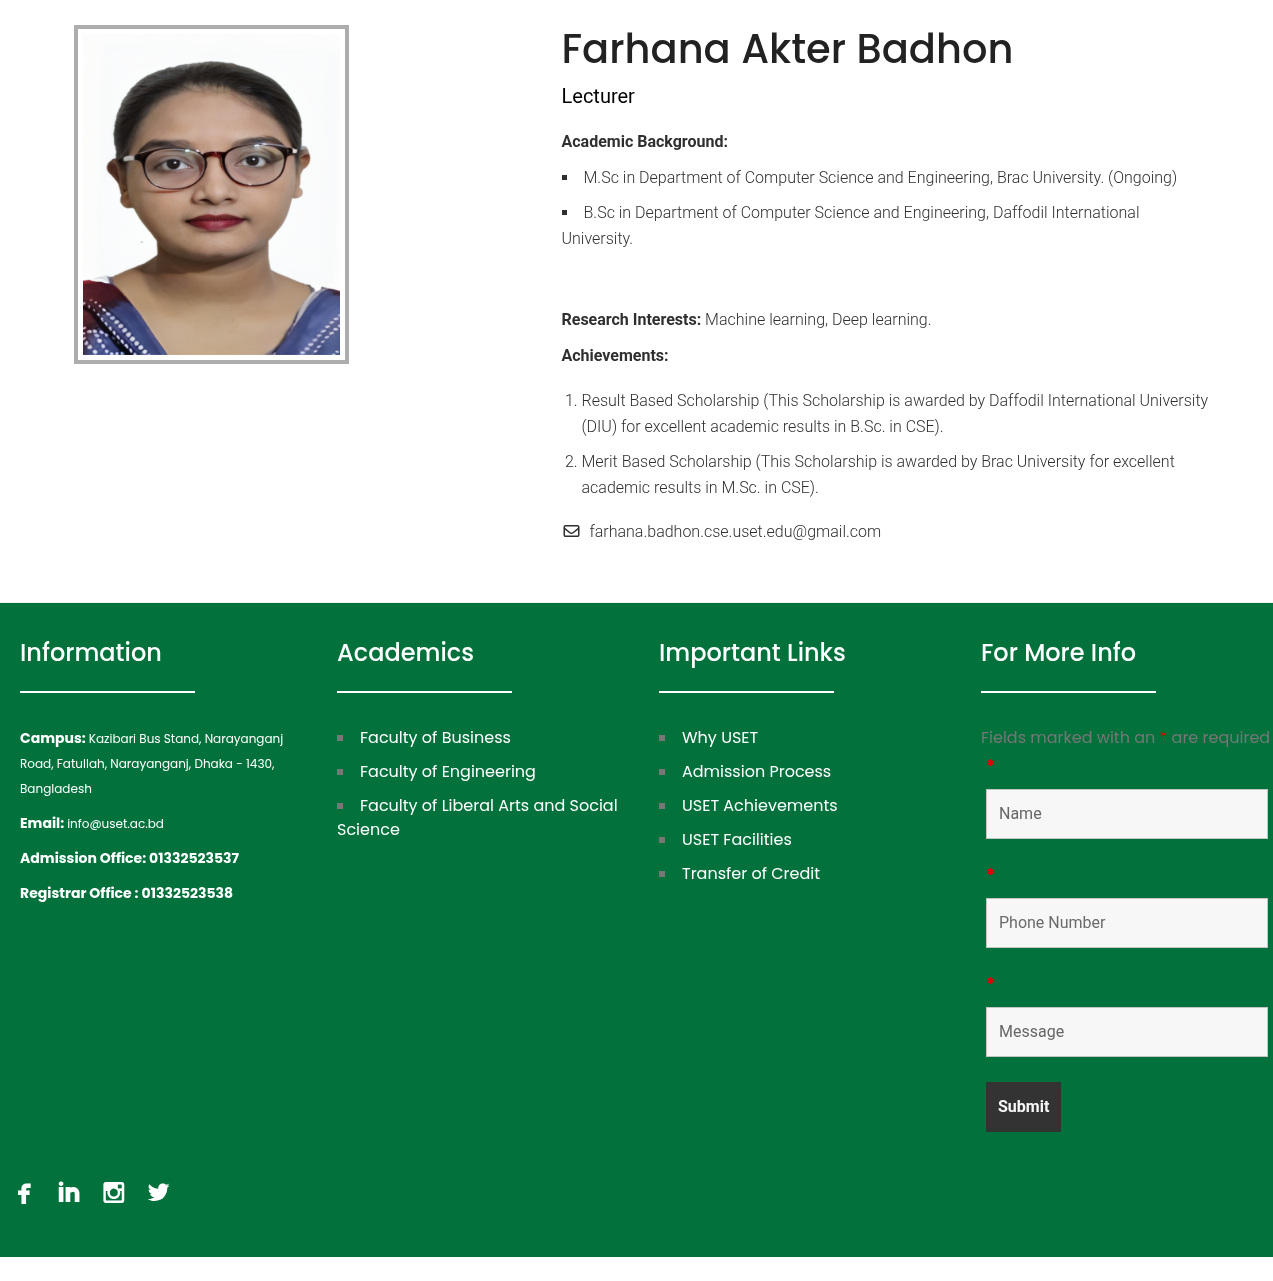 Farhana Akter Badhon
Lecturer
Academic Background:
▪ M.Sc in Department of Computer Science and Engineering, Brac University. (Ongoing)
▪ B.Sc in Department of Computer Science and Engineering, Daffodil International
University.
Research Interests: Machine learning, Deep learning.
Achievements:
1. Result Based Scholarship (This Scholarship is awarded by Daffodil International University
(DIU) for excellent academic results in B.Sc. in CSE).
2. Merit Based Scholarship (This Scholarship is awarded by Brac University for excellent
academic results in M.Sc. in CSE).
farhana.badhon.cse.uset.edu@gmail.com
Information
Campus: Kazibari Bus Stand, Narayanganj
Road, Fatullah, Narayanganj, Dhaka - 1430,
Bangladesh
Email: info@uset.ac.bd
Admission Office: 01332523537
Registrar Office : 01332523538
Academics
▪ Faculty of Business
▪ Faculty of Engineering
▪ Faculty of Liberal Arts and Social
Science
Important Links
▪ Why USET
▪ Admission Process
▪ USET Achievements
▪ USET Facilities
▪ Transfer of Credit
For More Info
Fields marked with an * are required
*
Name
*
Phone Number
*
Message
Submit